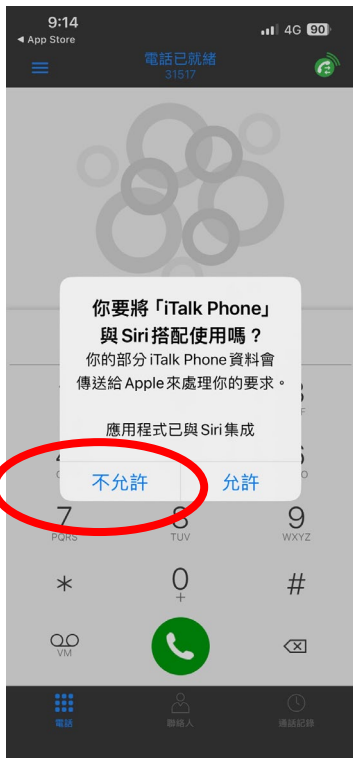 9:14
4G 90
◀ App Store
電話已就緒
31517
你要將「iTalk Phone」
與 Siri 搭配使用嗎？
你的部分 iTalk Phone 資料會
傳送給 Apple 來處理你的要求。
應用程式已與 Siri 集成
不允許
允許
7
PQRS
8
TUV
9
WXYZ
*
0
+
#
VM
電話
聯絡人
通話記錄